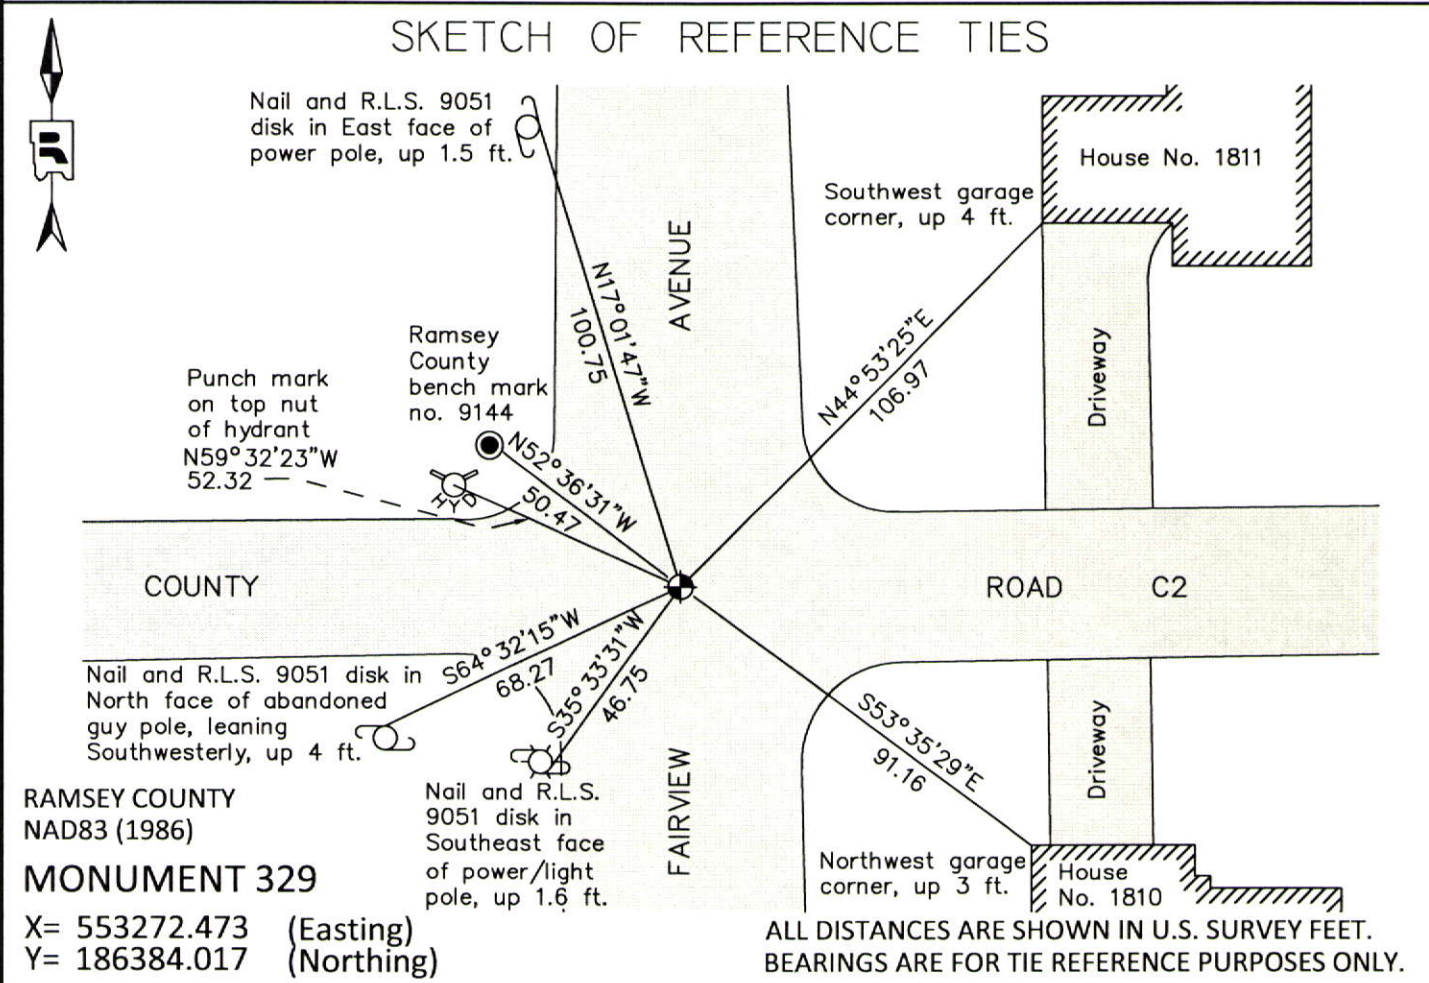 SKETCH OF REFERENCE TIES
Nail and R.L.S. 9051
disk in East face of
power pole, up 1.5 ft.
House No. 1811
Southwest garage
corner, up 4 ft.
AVENUE
N17°01'47"W
100.75
N44°53'25"E
106.97
Driveway
Ramsey
County
bench mark
no. 9144
Punch mark
on top nut
of hydrant
N59°32'23"W
52.32
HYD
N52°36'31"W
50.47
COUNTY
ROAD C2
S64°32'15"W
68.27
S35°33'31"W
46.75
S53°35'29"E
91.16
Driveway
Nail and R.L.S. 9051 disk in
North face of abandoned
guy pole, leaning
Southwesterly, up 4 ft.
Nail and R.L.S.
9051 disk in
Southeast face
of power/light
pole, up 1.6 ft.
FAIRVIEW
Northwest garage
corner, up 3 ft.
House
No. 1810
RAMSEY COUNTY
NAD83 (1986)
MONUMENT 329
X= 553272.473 (Easting)
Y= 186384.017 (Northing)
ALL DISTANCES ARE SHOWN IN U.S. SURVEY FEET.
BEARINGS ARE FOR TIE REFERENCE PURPOSES ONLY.